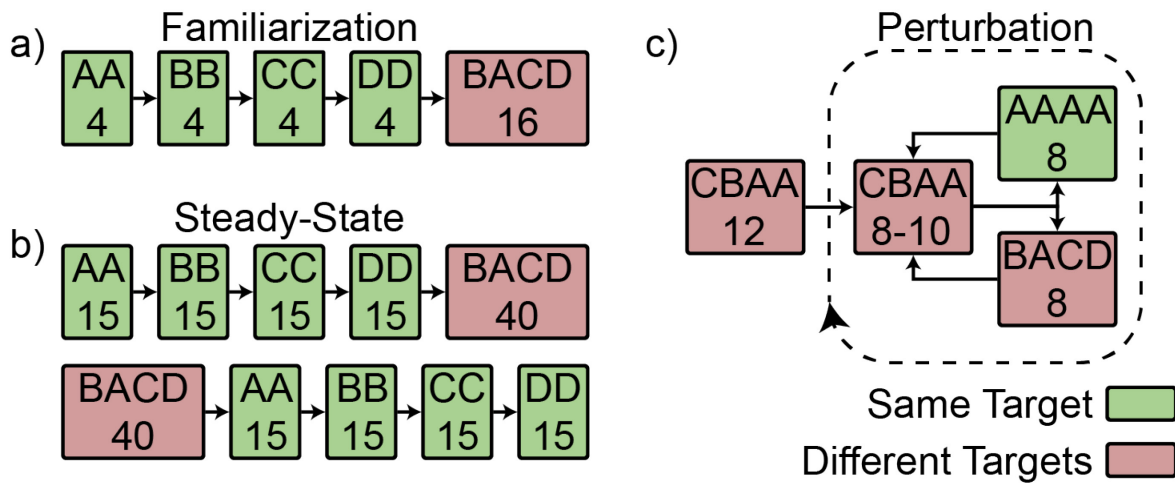 a)
Familiarization
AA BB CC DD BACD
4 4 4 4 16
b)
Steady-State
AA BB CC DD BACD
15 15 15 15 40
BACD AA BB CC DD
40 15 15 15 15
c)
Perturbation
AAAA
8
CBAA CBAA
12 8-10
BACD
8
Same Target
Different Targets